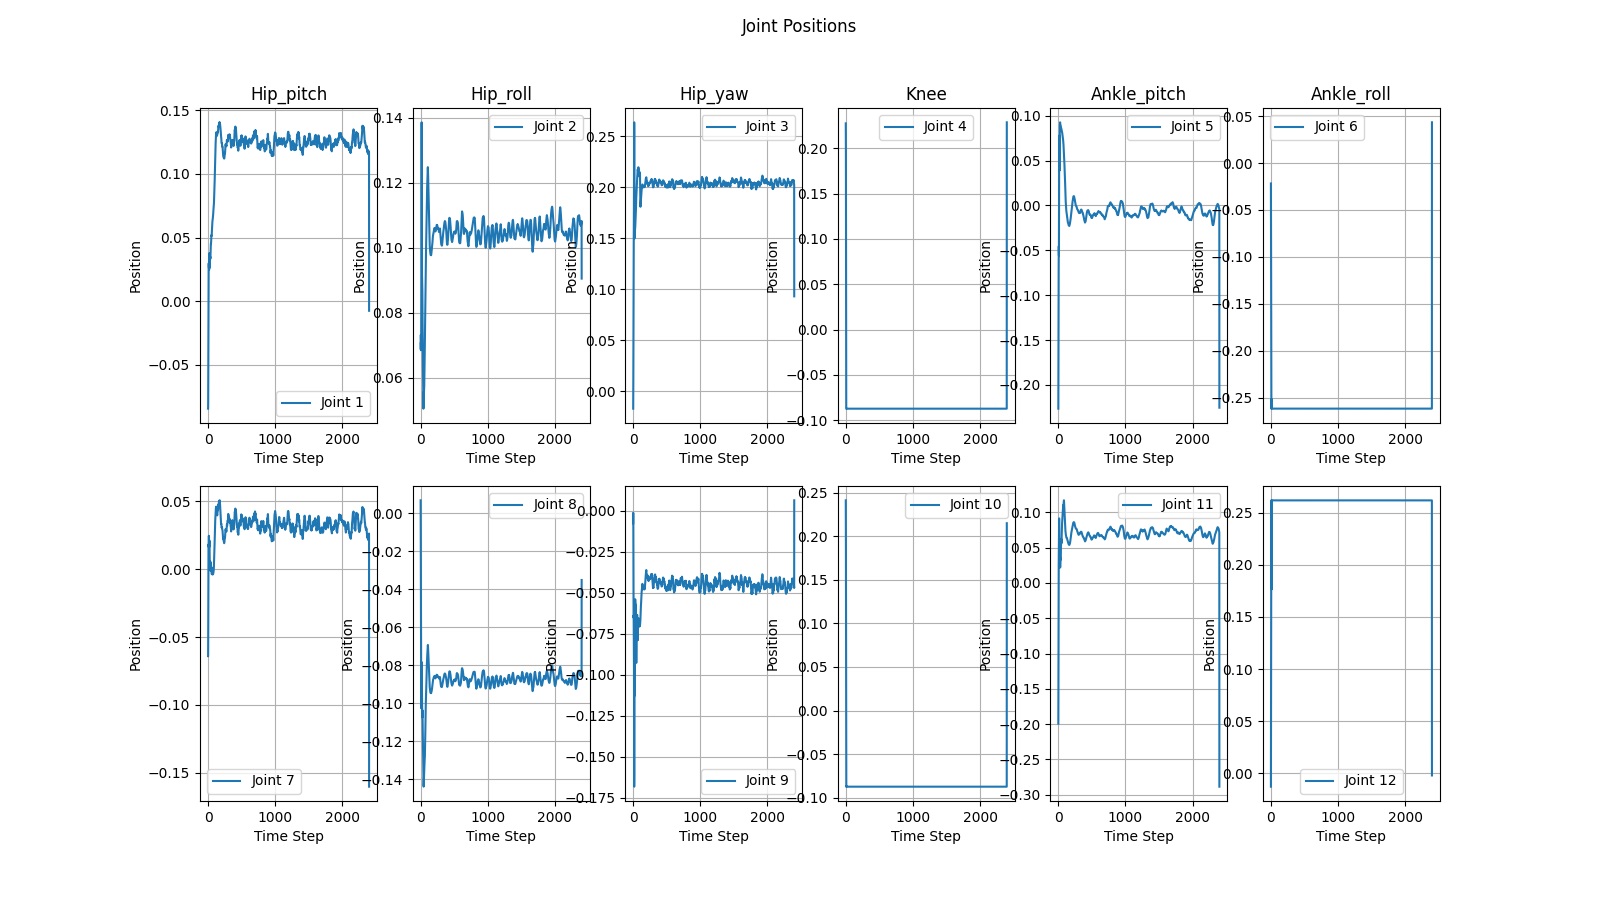 Joint Positions
Hip_pitch Hip_roll Hip_yaw Knee Ankle_pitch Ankle_roll
Position
0.15
0.10
0.05
0.00
−0.05
Joint 1
0 1000 2000
Time Step
Position
0.14
0.12
0.10
0.08
0.06
Joint 2
0 1000 2000
Time Step
Position
0.25
0.20
0.15
0.10
0.05
0.00
Joint 3
0 1000 2000
Time Step
Position
0.20
0.15
0.10
0.05
0.00
−0.05
−0.10
Joint 4
0 1000 2000
Time Step
Position
0.10
0.05
0.00
−0.05
−0.10
−0.15
−0.20
Joint 5
0 1000 2000
Time Step
Position
0.05
0.00
−0.05
−0.10
−0.15
−0.20
−0.25
Joint 6
0 1000 2000
Time Step
Position
0.05
0.00
−0.05
−0.10
−0.15
Joint 7
0 1000 2000
Time Step
Position
0.00
−0.02
−0.04
−0.06
−0.08
−0.10
−0.12
−0.14
Joint 8
0 1000 2000
Time Step
Position
0.000
−0.025
−0.050
−0.075
−0.100
−0.125
−0.150
−0.175
Joint 9
0 1000 2000
Time Step
Position
0.25
0.20
0.15
0.10
0.05
0.00
−0.05
−0.10
Joint 10
0 1000 2000
Time Step
Position
0.10
0.05
0.00
−0.05
−0.10
−0.15
−0.20
−0.25
−0.30
Joint 11
0 1000 2000
Time Step
Position
0.25
0.20
0.15
0.10
0.05
0.00
Joint 12
0 1000 2000
Time Step